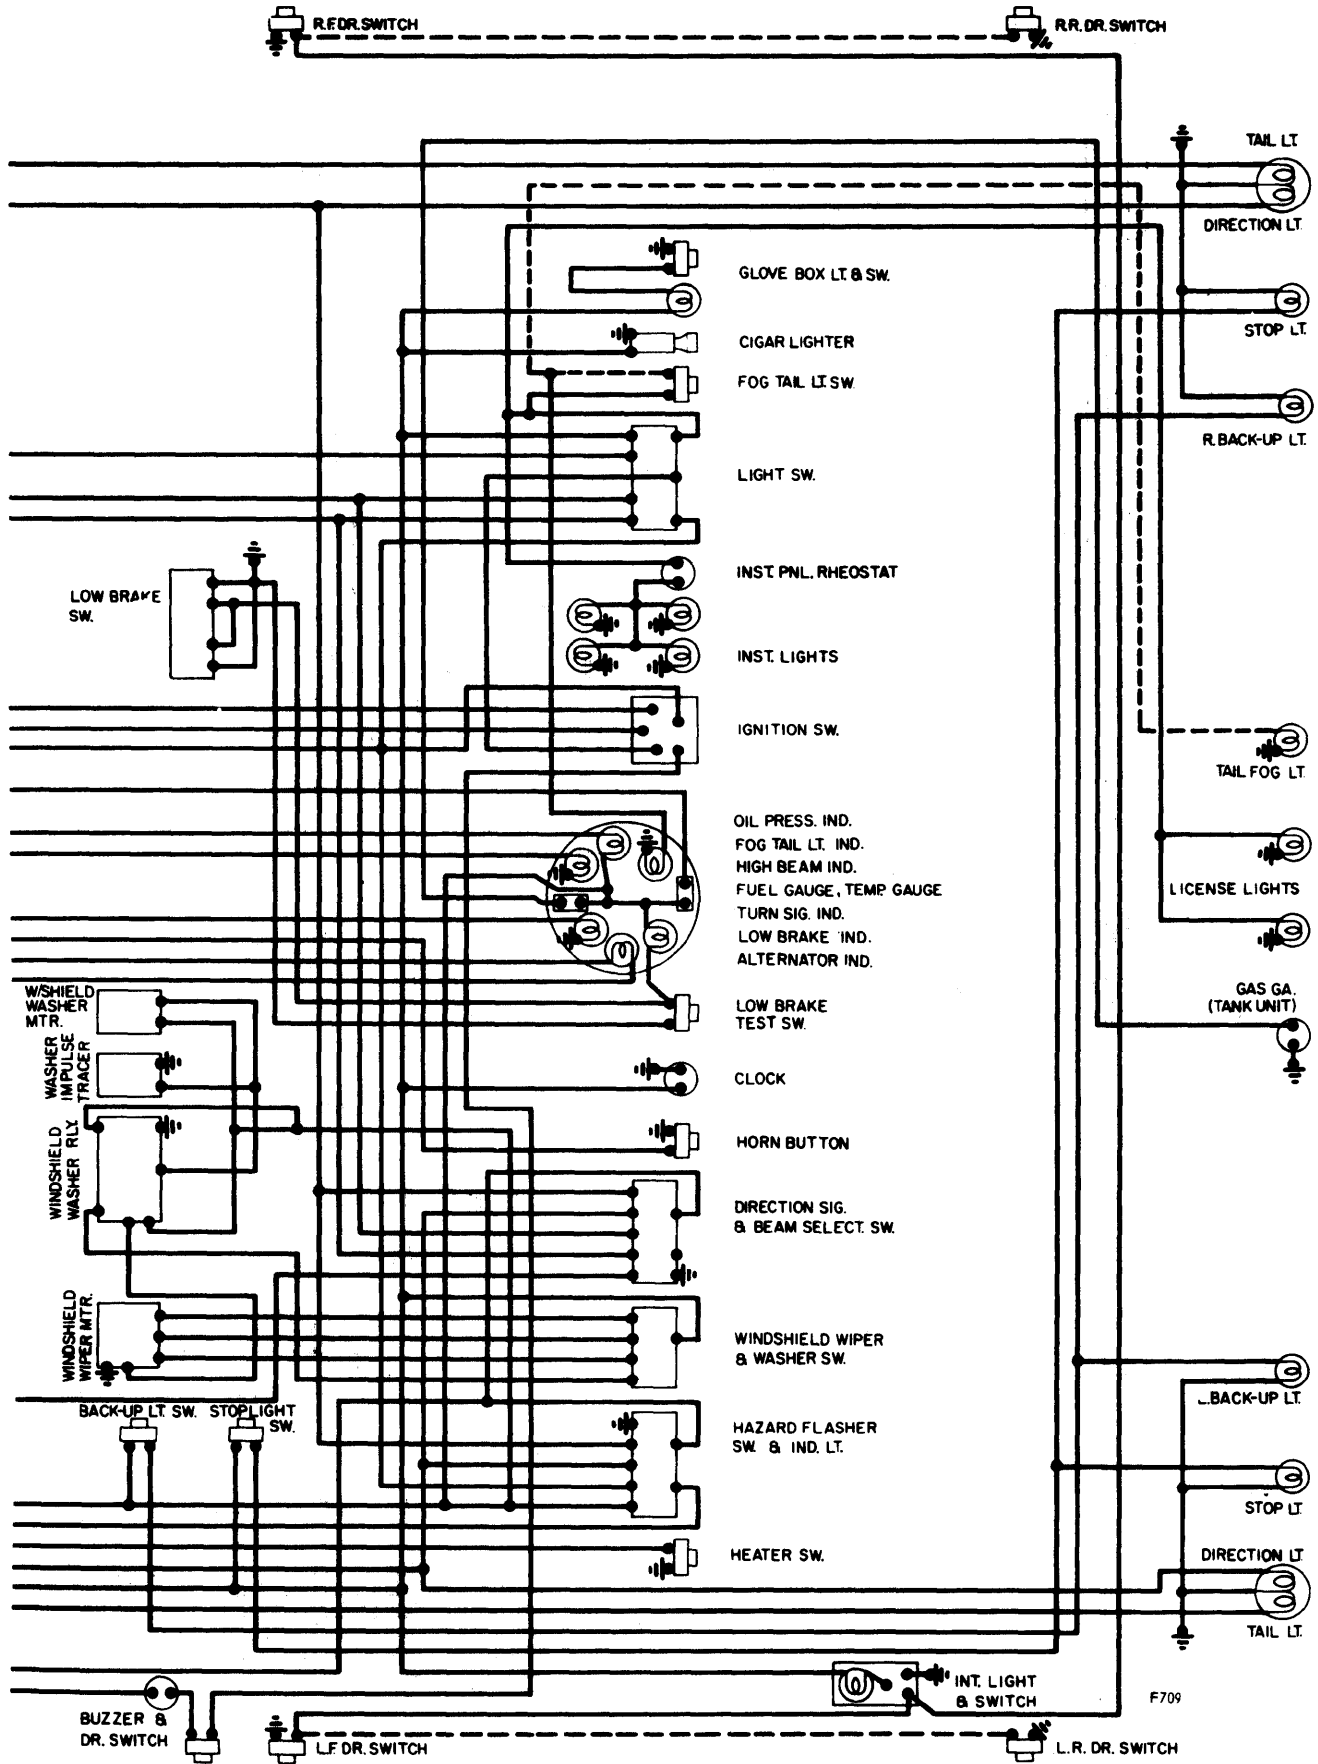 R.F. DR. SWITCH
R.R. DR. SWITCH
TAIL LT.
DIRECTION LT.
GLOVE BOX LT. & SW.
STOP LT.
CIGAR LIGHTER
FOG TAIL LT. SW.
R. BACK-UP LT.
LIGHT SW.
INST. PNL. RHEOSTAT
LOW BRAKE
SW.
INST. LIGHTS
IGNITION SW.
TAIL FOG LT.
OIL PRESS. IND.
FOG TAIL LT. IND.
HIGH BEAM IND.
FUEL GAUGE, TEMP. GAUGE
TURN SIG. IND.
LOW BRAKE IND.
ALTERNATOR IND.
LICENSE LIGHTS
W/SHIELD
WASHER
MTR.
GAS GA.
(TANK UNIT)
LOW BRAKE
TEST SW.
WASHER
IMPULSE
TRACER
CLOCK
WINDSHIELD
WASHER RLY.
HORN BUTTON
DIRECTION SIG.
& BEAM SELECT. SW.
WINDSHIELD
WIPER MTR.
WINDSHIELD WIPER
& WASHER SW.
L. BACK-UP LT.
BACK-UP LT. SW.
STOPLIGHT
SW.
HAZARD FLASHER
SW. & IND. LT.
STOP LT.
HEATER SW.
DIRECTION LT.
TAIL LT.
INT. LIGHT
& SWITCH
F709
BUZZER &
DR. SWITCH
L.F. DR. SWITCH
L.R. DR. SWITCH